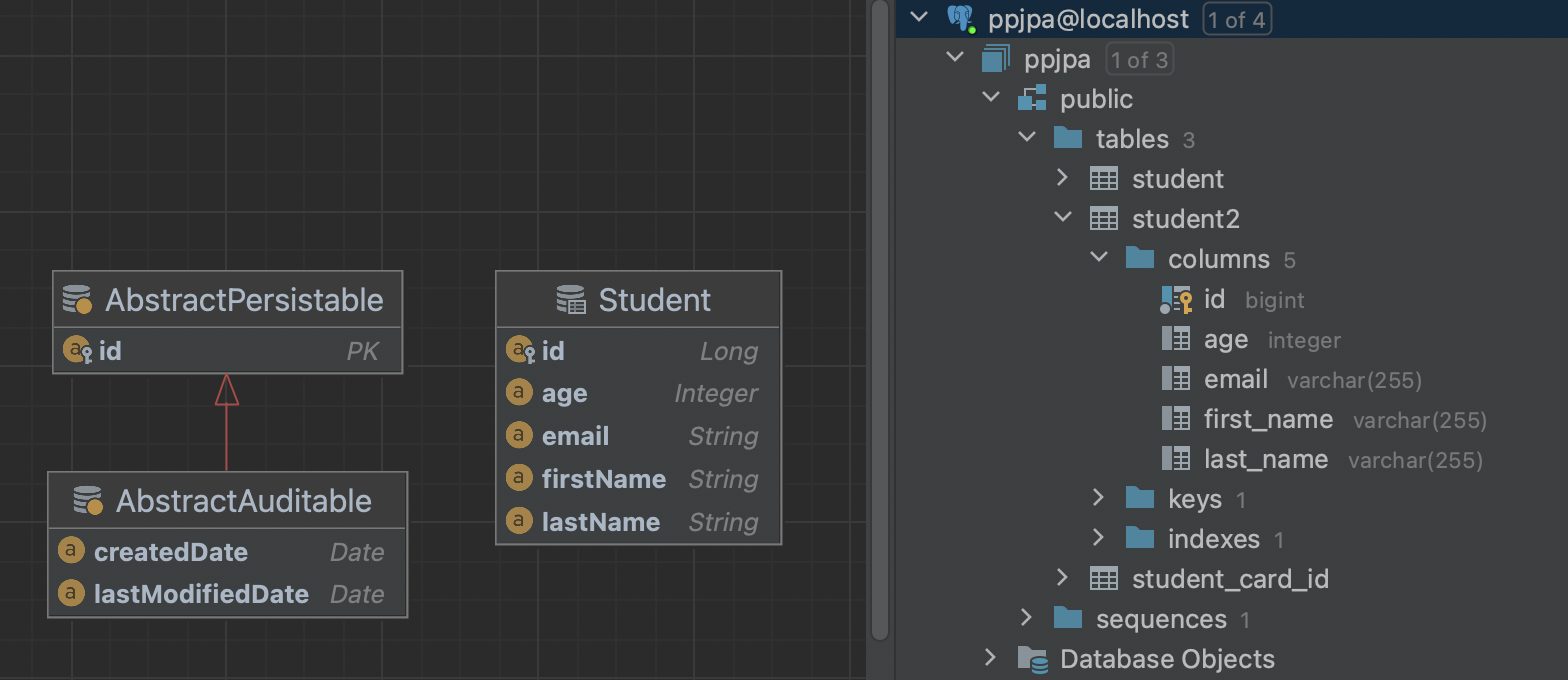 AbstractPersistable
id PK
AbstractAuditable
createdDate Date
lastModifiedDate Date
Student
id Long
age Integer
email String
firstName String
lastName String
ppjpa@localhost 1 of 4
ppjpa 1 of 3
public
tables 3
student
student2
columns 5
id bigint
age integer
email varchar(255)
first_name varchar(255)
last_name varchar(255)
keys 1
indexes 1
student_card_id
sequences 1
Database Objects